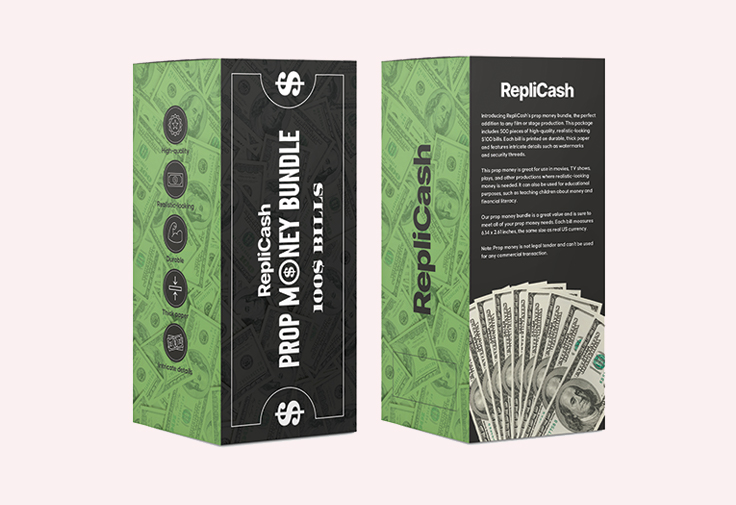 High-quality
Realistic-looking
Durable
Thick paper
Intricate details
RepliCash
PROP MONEY BUNDLE
100$ BILLS
RepliCash
RepliCash
Introducing RepliCash's prop money bundle, the perfect
addition to any film or stage production. This package
includes 500 pieces of high-quality, realistic-looking
$100 bills. Each bill is printed on durable, thick paper
and features intricate details such as watermarks
and security threads.
This prop money is great for use in movies, TV shows,
plays, and other productions where realistic-looking
money is needed. It can also be used for educational
purposes, such as teaching children about money and
financial literacy.
Our prop money bundle is a great value and is sure to
meet all of your prop money needs. Each bill measures
6.14 x 2.61 inches, the same size as real US currency.
Note: Prop money is not legal tender and can't be used
for any commercial transaction.